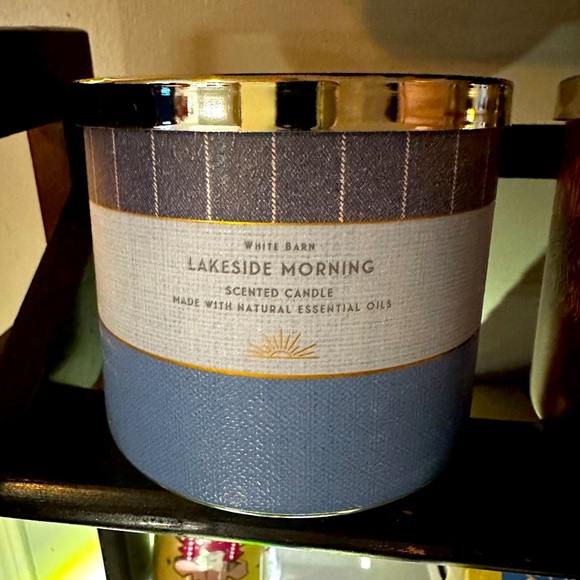 WHITE BARN
LAKESIDE MORNING
SCENTED CANDLE
MADE WITH NATURAL ESSENTIAL OILS